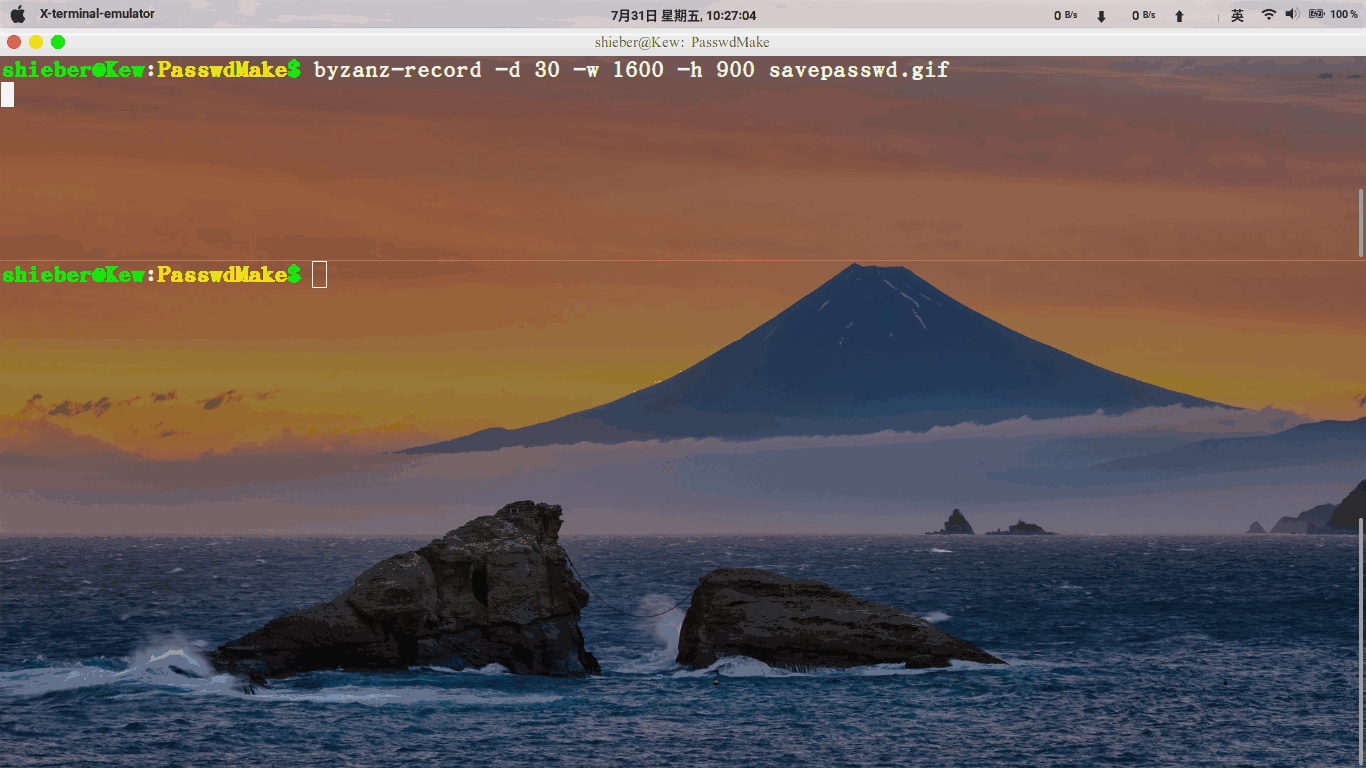 X-terminal-emulator 7月31日 星期五, 10:27:04 0 B/s 0 B/s 英 100 %
shieber@Kew: PasswdMake
shieber@Kew:PasswdMake$ byzanz-record -d 30 -w 1600 -h 900 savepasswd.gif
shieber@Kew:PasswdMake$